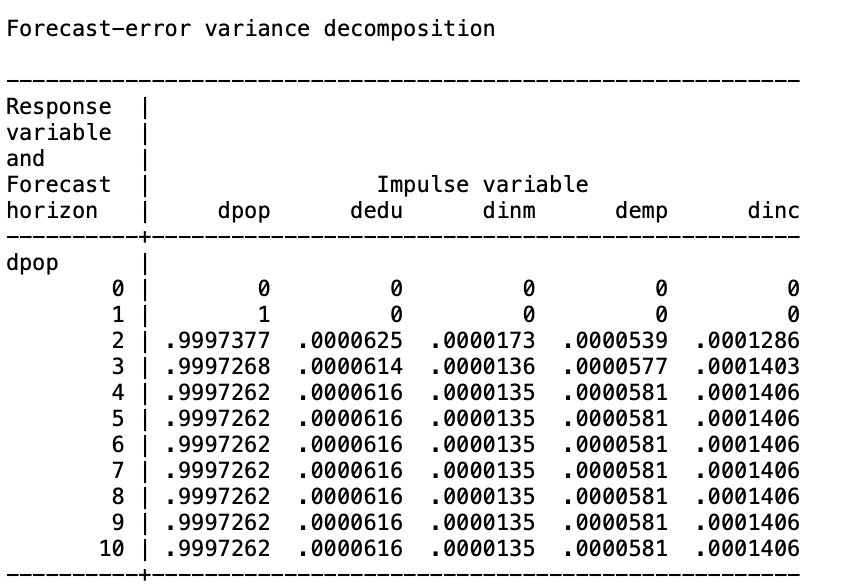 Forecast-error variance decomposition
-----------------------------------------------------------
Response  |
variable  |
and       |
Forecast  |                 Impulse variable
horizon   |     dpop      dedu      dinm      demp      dinc
----------+------------------------------------------------
dpop      |
        0 |        0         0         0         0         0
        1 |        1         0         0         0         0
        2 | .9997377  .0000625  .0000173  .0000539  .0001286
        3 | .9997268  .0000614  .0000136  .0000577  .0001403
        4 | .9997262  .0000616  .0000135  .0000581  .0001406
        5 | .9997262  .0000616  .0000135  .0000581  .0001406
        6 | .9997262  .0000616  .0000135  .0000581  .0001406
        7 | .9997262  .0000616  .0000135  .0000581  .0001406
        8 | .9997262  .0000616  .0000135  .0000581  .0001406
        9 | .9997262  .0000616  .0000135  .0000581  .0001406
       10 | .9997262  .0000616  .0000135  .0000581  .0001406
----------+------------------------------------------------